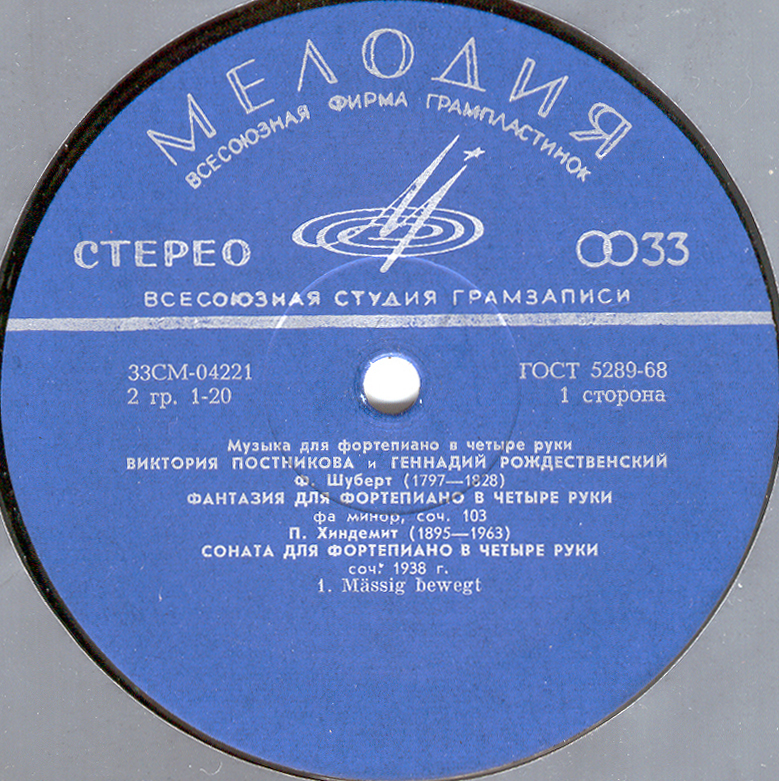 МЕЛОДИЯ
ВСЕСОЮЗНАЯ ФИРМА ГРАМПЛАСТИНОК
СТЕРЕО
33
ВСЕСОЮЗНАЯ СТУДИЯ ГРАМЗАПИСИ
33СМ-04221
ГОСТ 5289-68
2 гр. 1-20
1 сторона
Музыка для фортепиано в четыре руки
ВИКТОРИЯ ПОСТНИКОВА и ГЕННАДИЙ РОЖДЕСТВЕНСКИЙ
Ф. Шуберт (1797—1828)
ФАНТАЗИЯ ДЛЯ ФОРТЕПИАНО В ЧЕТЫРЕ РУКИ
фа минор, соч. 103
П. Хиндемит (1895—1963)
СОНАТА ДЛЯ ФОРТЕПИАНО В ЧЕТЫРЕ РУКИ
соч. 1938 г.
1. Mässig bewegt